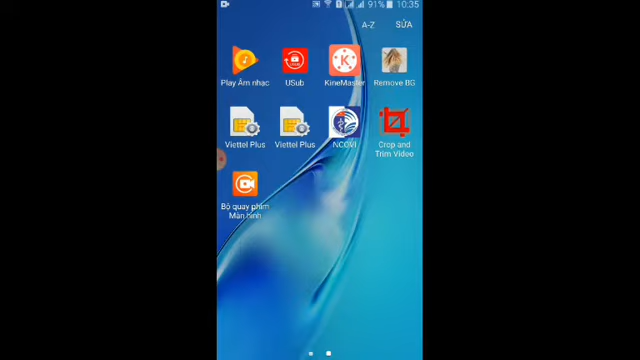 91% 10:35
A-Z SỬA
Play Âm nhạc USub KineMaster Remove BG
Viettel Plus Viettel Plus NCOVI Crop and
Trim Video
Bộ quay phim
Màn hình